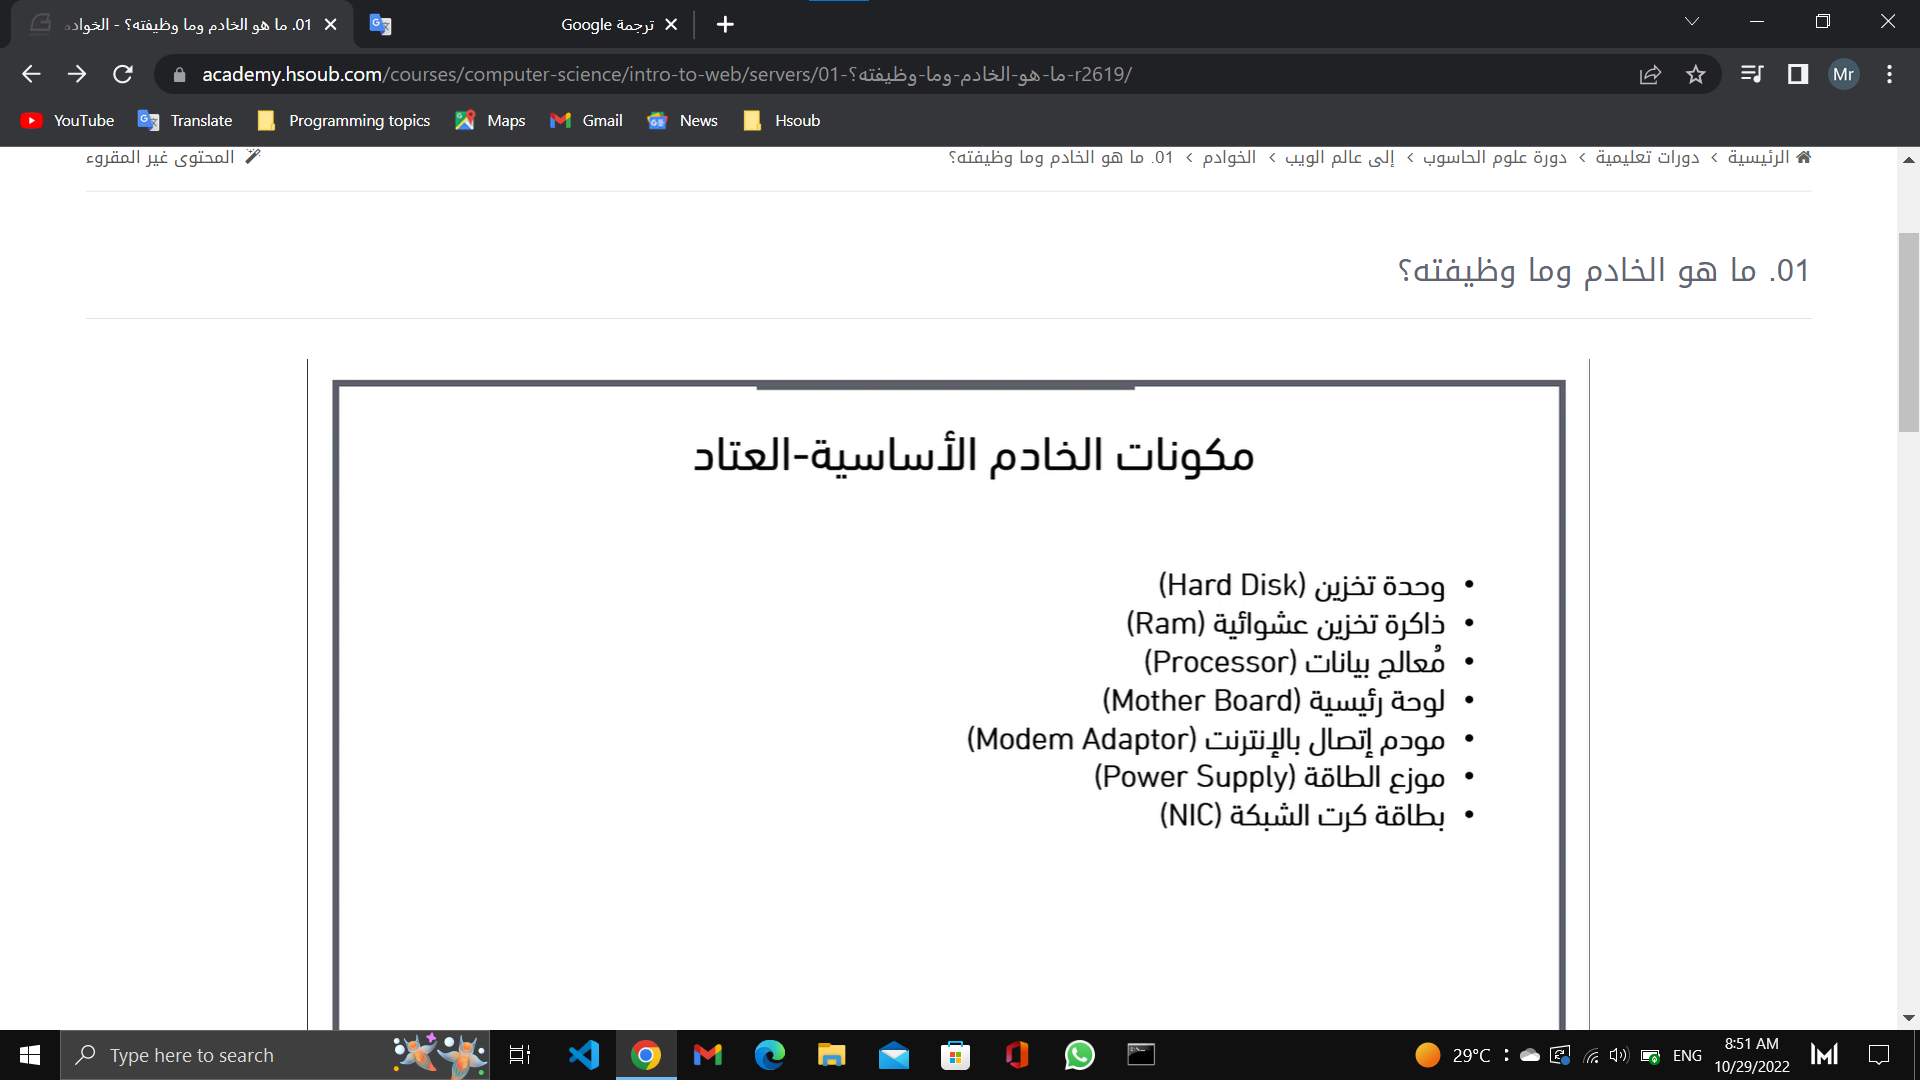 01. ما هو الخادم وما وظيفته؟ - الخوادم
ترجمة Google
academy.hsoub.com/courses/computer-science/intro-to-web/servers/01-ما-هو-الخادم-وما-وظيفته؟-r2619/
Mr
YouTube
Translate
Programming topics
Maps
Gmail
News
Hsoub
الرئيسية > دورات تعليمية > دورة علوم الحاسوب > إلى عالم الويب > الخوادم > 01. ما هو الخادم وما وظيفته؟
المحتوى غير المقروء
01. ما هو الخادم وما وظيفته؟
مكونات الخادم الأساسية-العتاد
• وحدة تخزين (Hard Disk)
• ذاكرة تخزين عشوائية (Ram)
• مُعالج بيانات (Processor)
• لوحة رئيسية (Mother Board)
• مودم إتصال بالإنترنت (Modem Adaptor)
• موزع الطاقة (Power Supply)
• بطاقة كرت الشبكة (NIC)
Type here to search
29°C
ENG
8:51 AM
10/29/2022